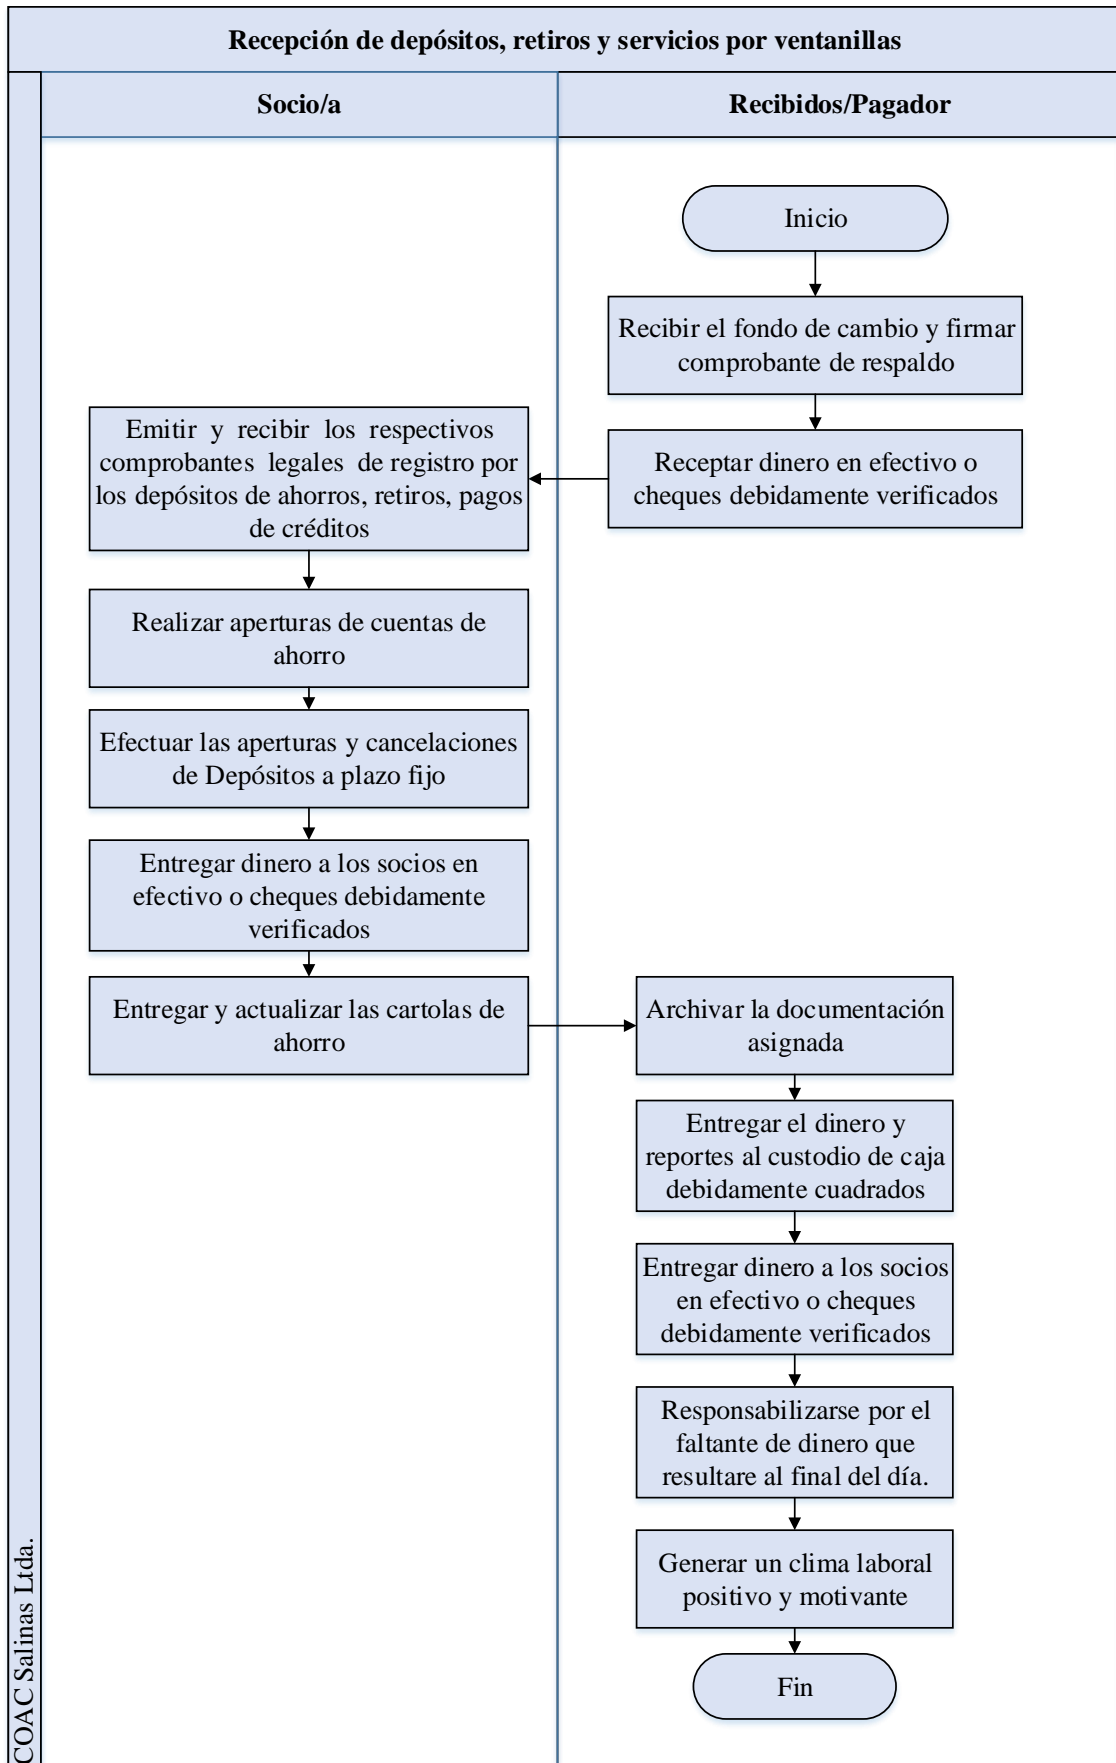 Recepción de depósitos, retiros y servicios por ventanillas
Socio/a
Recibidos/Pagador
Inicio
Recibir el fondo de cambio y firmar
comprobante de respaldo
Receptar dinero en efectivo o
cheques debidamente verificados
Emitir y recibir los respectivos
comprobantes legales de registro por
los depósitos de ahorros, retiros, pagos
de créditos
Realizar aperturas de cuentas de
ahorro
Efectuar las aperturas y cancelaciones
de Depósitos a plazo fijo
Entregar dinero a los socios en
efectivo o cheques debidamente
verificados
Entregar y actualizar las cartolas de
ahorro
Archivar la documentación
asignada
Entregar el dinero y
reportes al custodio de caja
debidamente cuadrados
Entregar dinero a los socios
en efectivo o cheques
debidamente verificados
Responsabilizarse por el
faltante de dinero que
resultare al final del día.
Generar un clima laboral
positivo y motivante
Fin
COAC Salinas Ltda.